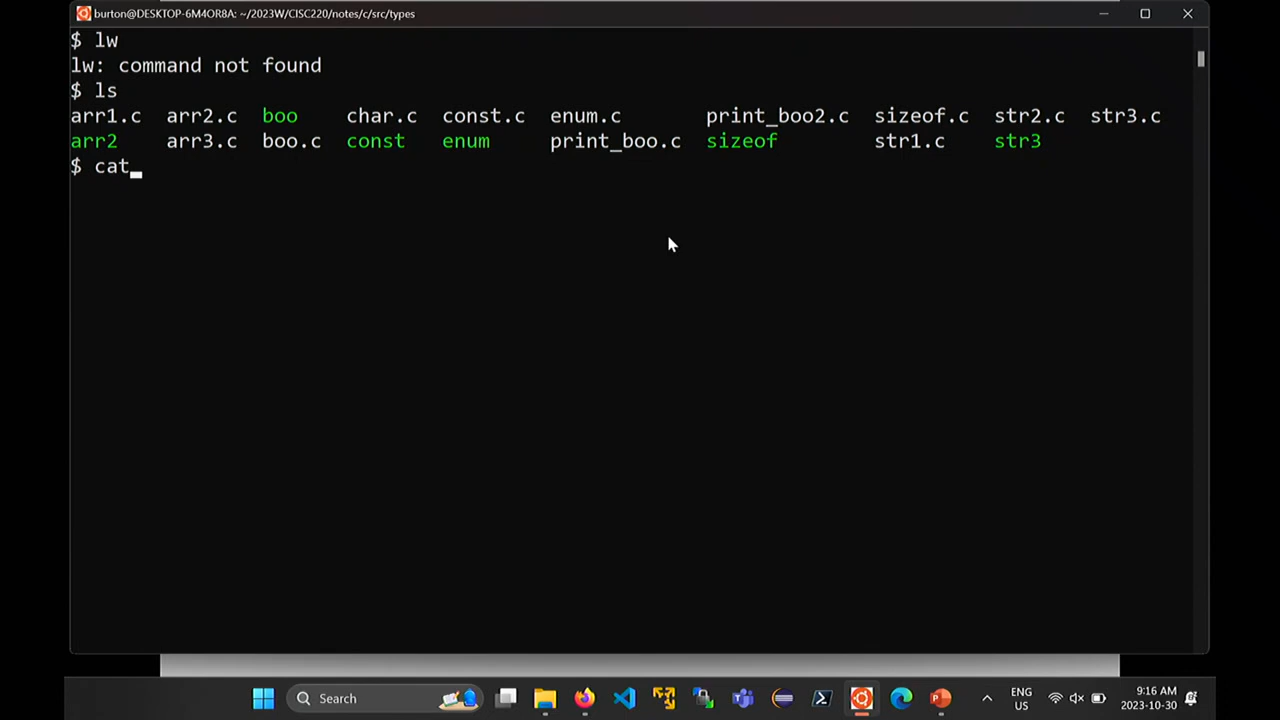 burton@DESKTOP-6M4OR8A: ~/2023W/CISC220/notes/c/src/types
$ lw
lw: command not found
$ ls
arr1.c arr2.c boo char.c const.c enum.c print_boo2.c sizeof.c str2.c str3.c
arr2 arr3.c boo.c const enum print_boo.c sizeof str1.c str3
$ cat
Search
ENG
US
9:16 AM
2023-10-30